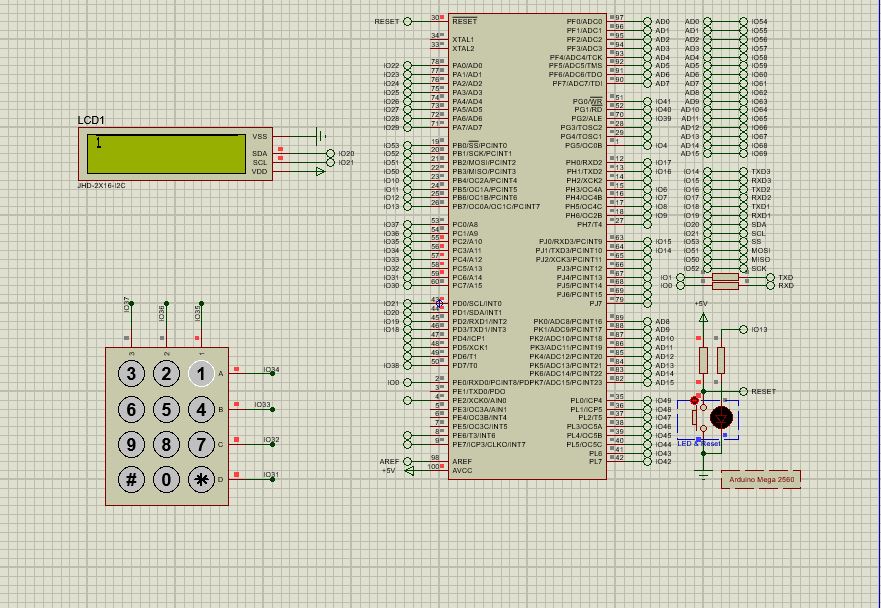 LCD1
1
VSS
SDA IO20
SCL IO21
VDD
JHD-2X16-I2C
IO37 IO36 IO35
3 2 1
3 2 1 A IO34
6 5 4 B IO33
9 8 7 C IO32
# 0 * D IO31
RESET 30 RESET
34 XTAL1
33 XTAL2
IO22 78 PA0/AD0
IO23 77 PA1/AD1
IO24 76 PA2/AD2
IO25 75 PA3/AD3
IO26 74 PA4/AD4
IO27 73 PA5/AD5
IO28 72 PA6/AD6
IO29 71 PA7/AD7
IO53 19 PB0/SS/PCINT0
IO52 20 PB1/SCK/PCINT1
IO51 21 PB2/MOSI/PCINT2
IO50 22 PB3/MISO/PCINT3
IO10 23 PB4/OC2A/PCINT4
IO11 24 PB5/OC1A/PCINT5
IO12 25 PB6/OC1B/PCINT6
IO13 26 PB7/OC0A/OC1C/PCINT7
IO37 53 PC0/A8
IO36 54 PC1/A9
IO35 55 PC2/A10
IO34 56 PC3/A11
IO33 57 PC4/A12
IO32 58 PC5/A13
IO31 59 PC6/A14
IO30 60 PC7/A15
IO21 43 PD0/SCL/INT0
IO20 44 PD1/SDA/INT1
IO19 45 PD2/RXD1/INT2
IO18 46 PD3/TXD1/INT3
47 PD4/ICP1
48 PD5/XCK1
49 PD6/T1
IO38 50 PD7/T0
IO0 2 PE0/RXD0/PCINT8/PDI
3 PE1/TXD0/PDO
4 PE2/XCK0/AIN0
5 PE3/OC3A/AIN1
6 PE4/OC3B/INT4
7 PE5/OC3C/INT5
8 PE6/T3/INT6
9 PE7/ICP3/CLKO/INT7
AREF 98 AREF
+5V 100 AVCC
PF0/ADC0 97 AD0
PF1/ADC1 96 AD1
PF2/ADC2 95 AD2
PF3/ADC3 94 AD3
PF4/ADC4/TCK 93 AD4
PF5/ADC5/TMS 92 AD5
PF6/ADC6/TDO 91 AD6
PF7/ADC7/TDI 90 AD7
PG0/WR 51 IO41
PG1/RD 52 IO40
PG2/ALE 70 IO39
PG3/TOSC2 28
PG4/TOSC1 29
PG5/OC0B 1 IO4
PH0/RXD2 12 IO17
PH1/TXD2 13 IO16
PH2/XCK2 14
PH3/OC4A 15 IO6
PH4/OC4B 16 IO7
PH5/OC4C 17 IO8
PH6/OC2B 18 IO9
PH7/T4 27
PJ0/RXD3/PCINT9 63 IO15
PJ1/TXD3/PCINT10 64 IO14
PJ2/XCK3/PCINT11 65
PJ3/PCINT12 66
PJ4/PCINT13 67
PJ5/PCINT14 68
PJ6/PCINT15 69
PJ7 79
PK0/ADC8/PCINT16 89 AD8
PK1/ADC9/PCINT17 88 AD9
PK2/ADC10/PCINT18 87 AD10
PK3/ADC11/PCINT19 86 AD11
PK4/ADC12/PCINT20 85 AD12
PK5/ADC13/PCINT21 84 AD13
PK6/ADC14/PCINT22 83 AD14
PK7/ADC15/PCINT23 82 AD15
PL0/ICP4 35 IO49
PL1/ICP5 36 IO48
PL2/T5 37 IO47
PL3/OC5A 38 IO46
PL4/OC5B 39 IO45
PL5/OC5C 40 IO44
PL6 41 IO43
PL7 42 IO42
AD0 IO54
AD1 IO55
AD2 IO56
AD3 IO57
AD4 IO58
AD5 IO59
AD6 IO60
AD7 IO61
AD8 IO62
AD9 IO63
AD10 IO64
AD11 IO65
AD12 IO66
AD13 IO67
AD14 IO68
AD15 IO69
IO14 TXD3
IO15 RXD3
IO16 TXD2
IO17 RXD2
IO18 TXD1
IO19 RXD1
IO20 SDA
IO21 SCL
IO53 SS
IO51 MOSI
IO50 MISO
IO52 SCK
IO1 TXD
IO0 RXD
+5V
IO13
RESET
LED & Reset
Arduino Mega 2560